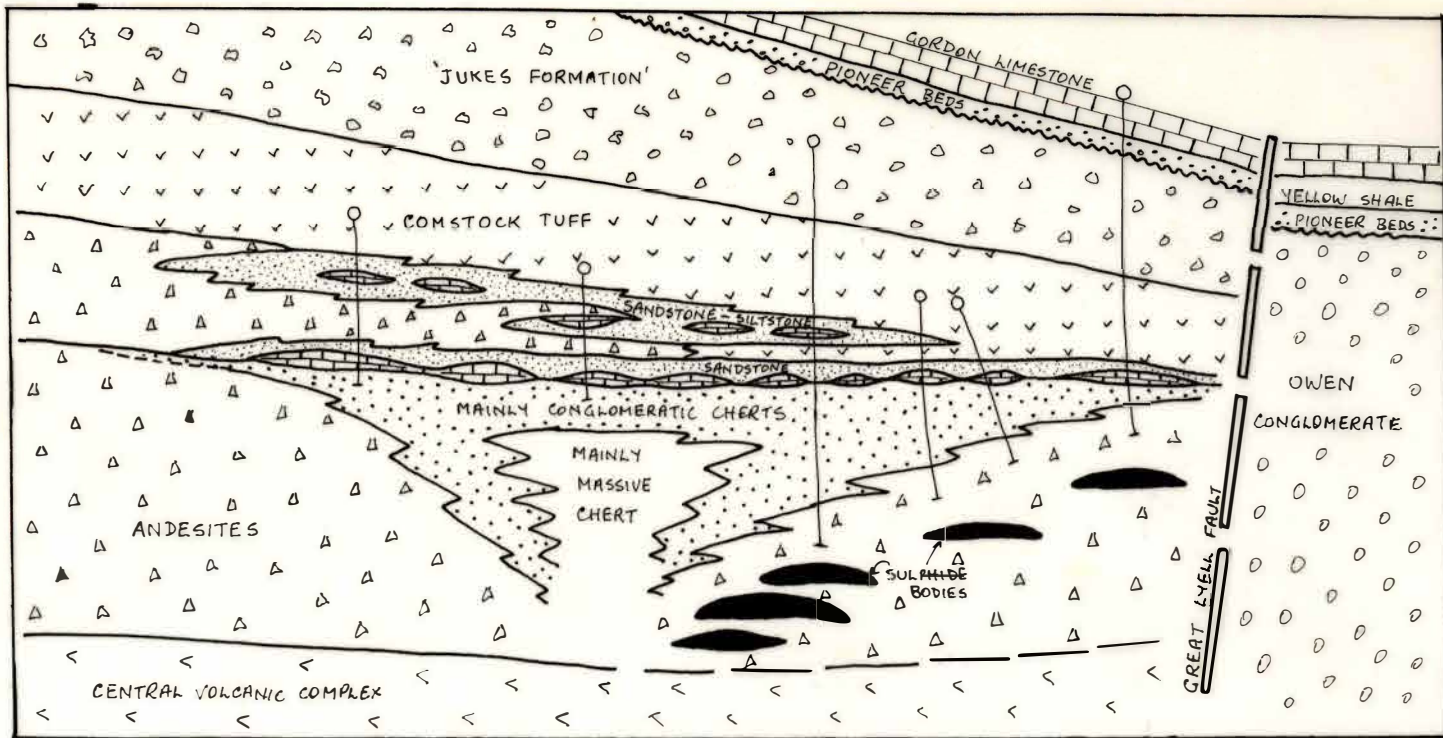 GORDON LIMESTONE
'JUKES FORMATION'
PIONEER BEDS
YELLOW SHALE
PIONEER BEDS
COMSTOCK TUFF
SANDSTONE - SILTSTONE
SANDSTONE
OWEN
CONGLOMERATE
MAINLY CONGLOMERATIC CHERTS
MAINLY
MASSIVE
CHERT
ANDESITES
SULPHIDE
BODIES
GREAT LYELL FAULT
CENTRAL VOLCANIC COMPLEX